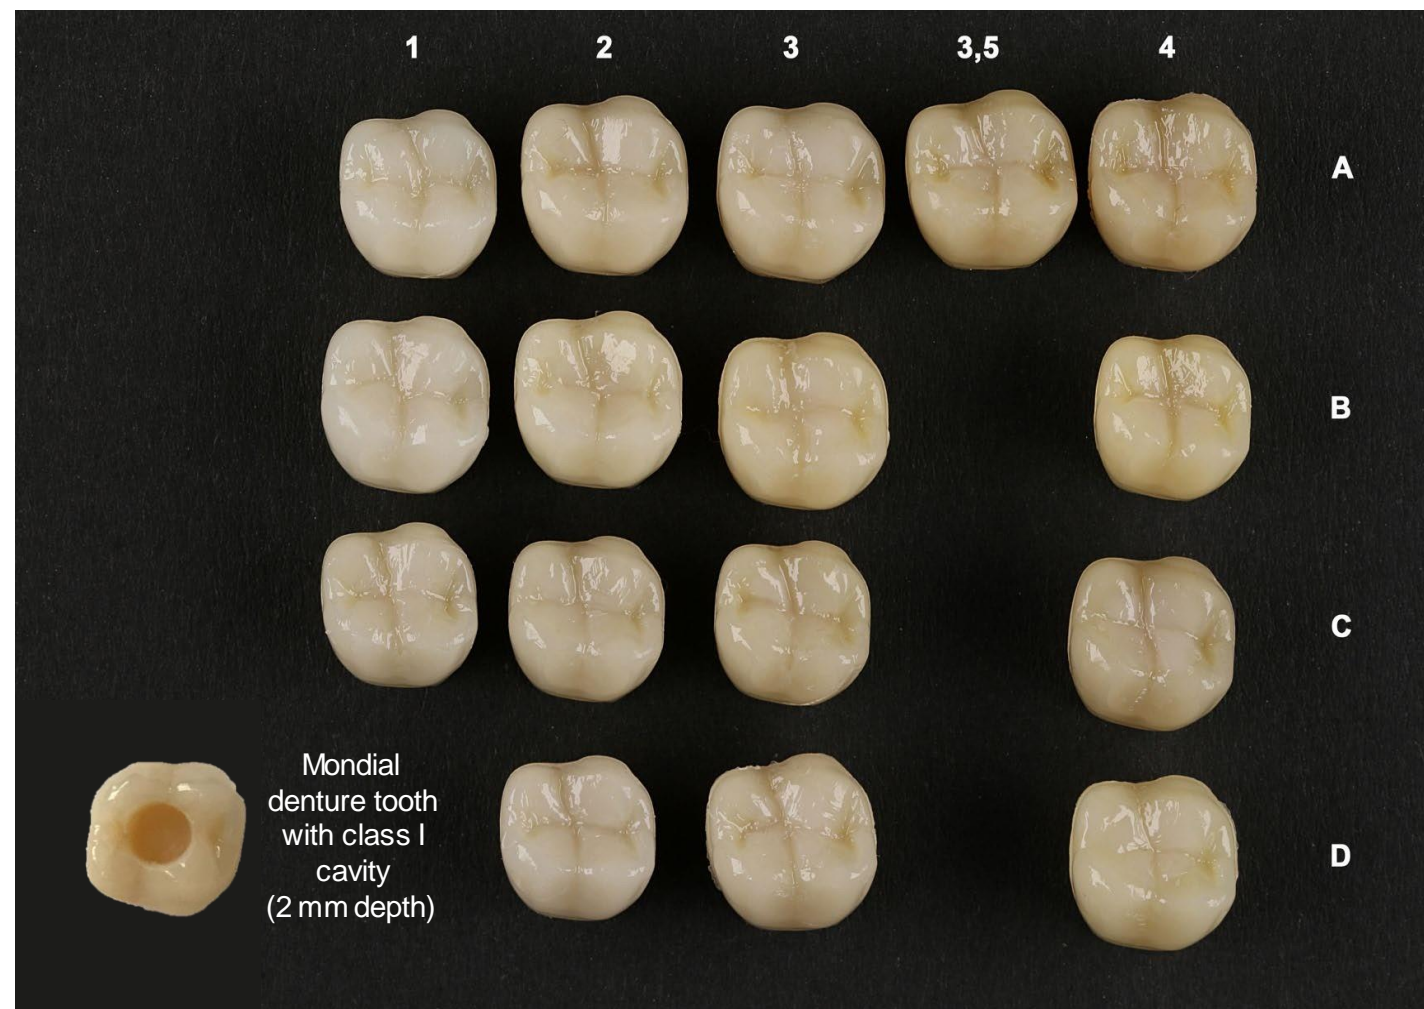 1 2 3 3,5 4
A
B
C
Mondial
denture tooth
with class I
cavity
(2 mm depth)
D